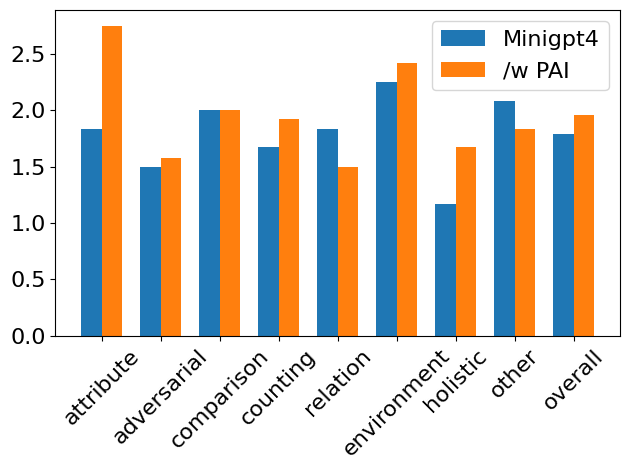 Minigpt4
/w PAI
2.5
2.0
1.5
1.0
0.5
0.0
attribute
adversarial
comparison
counting
relation
environment
holistic
other
overall